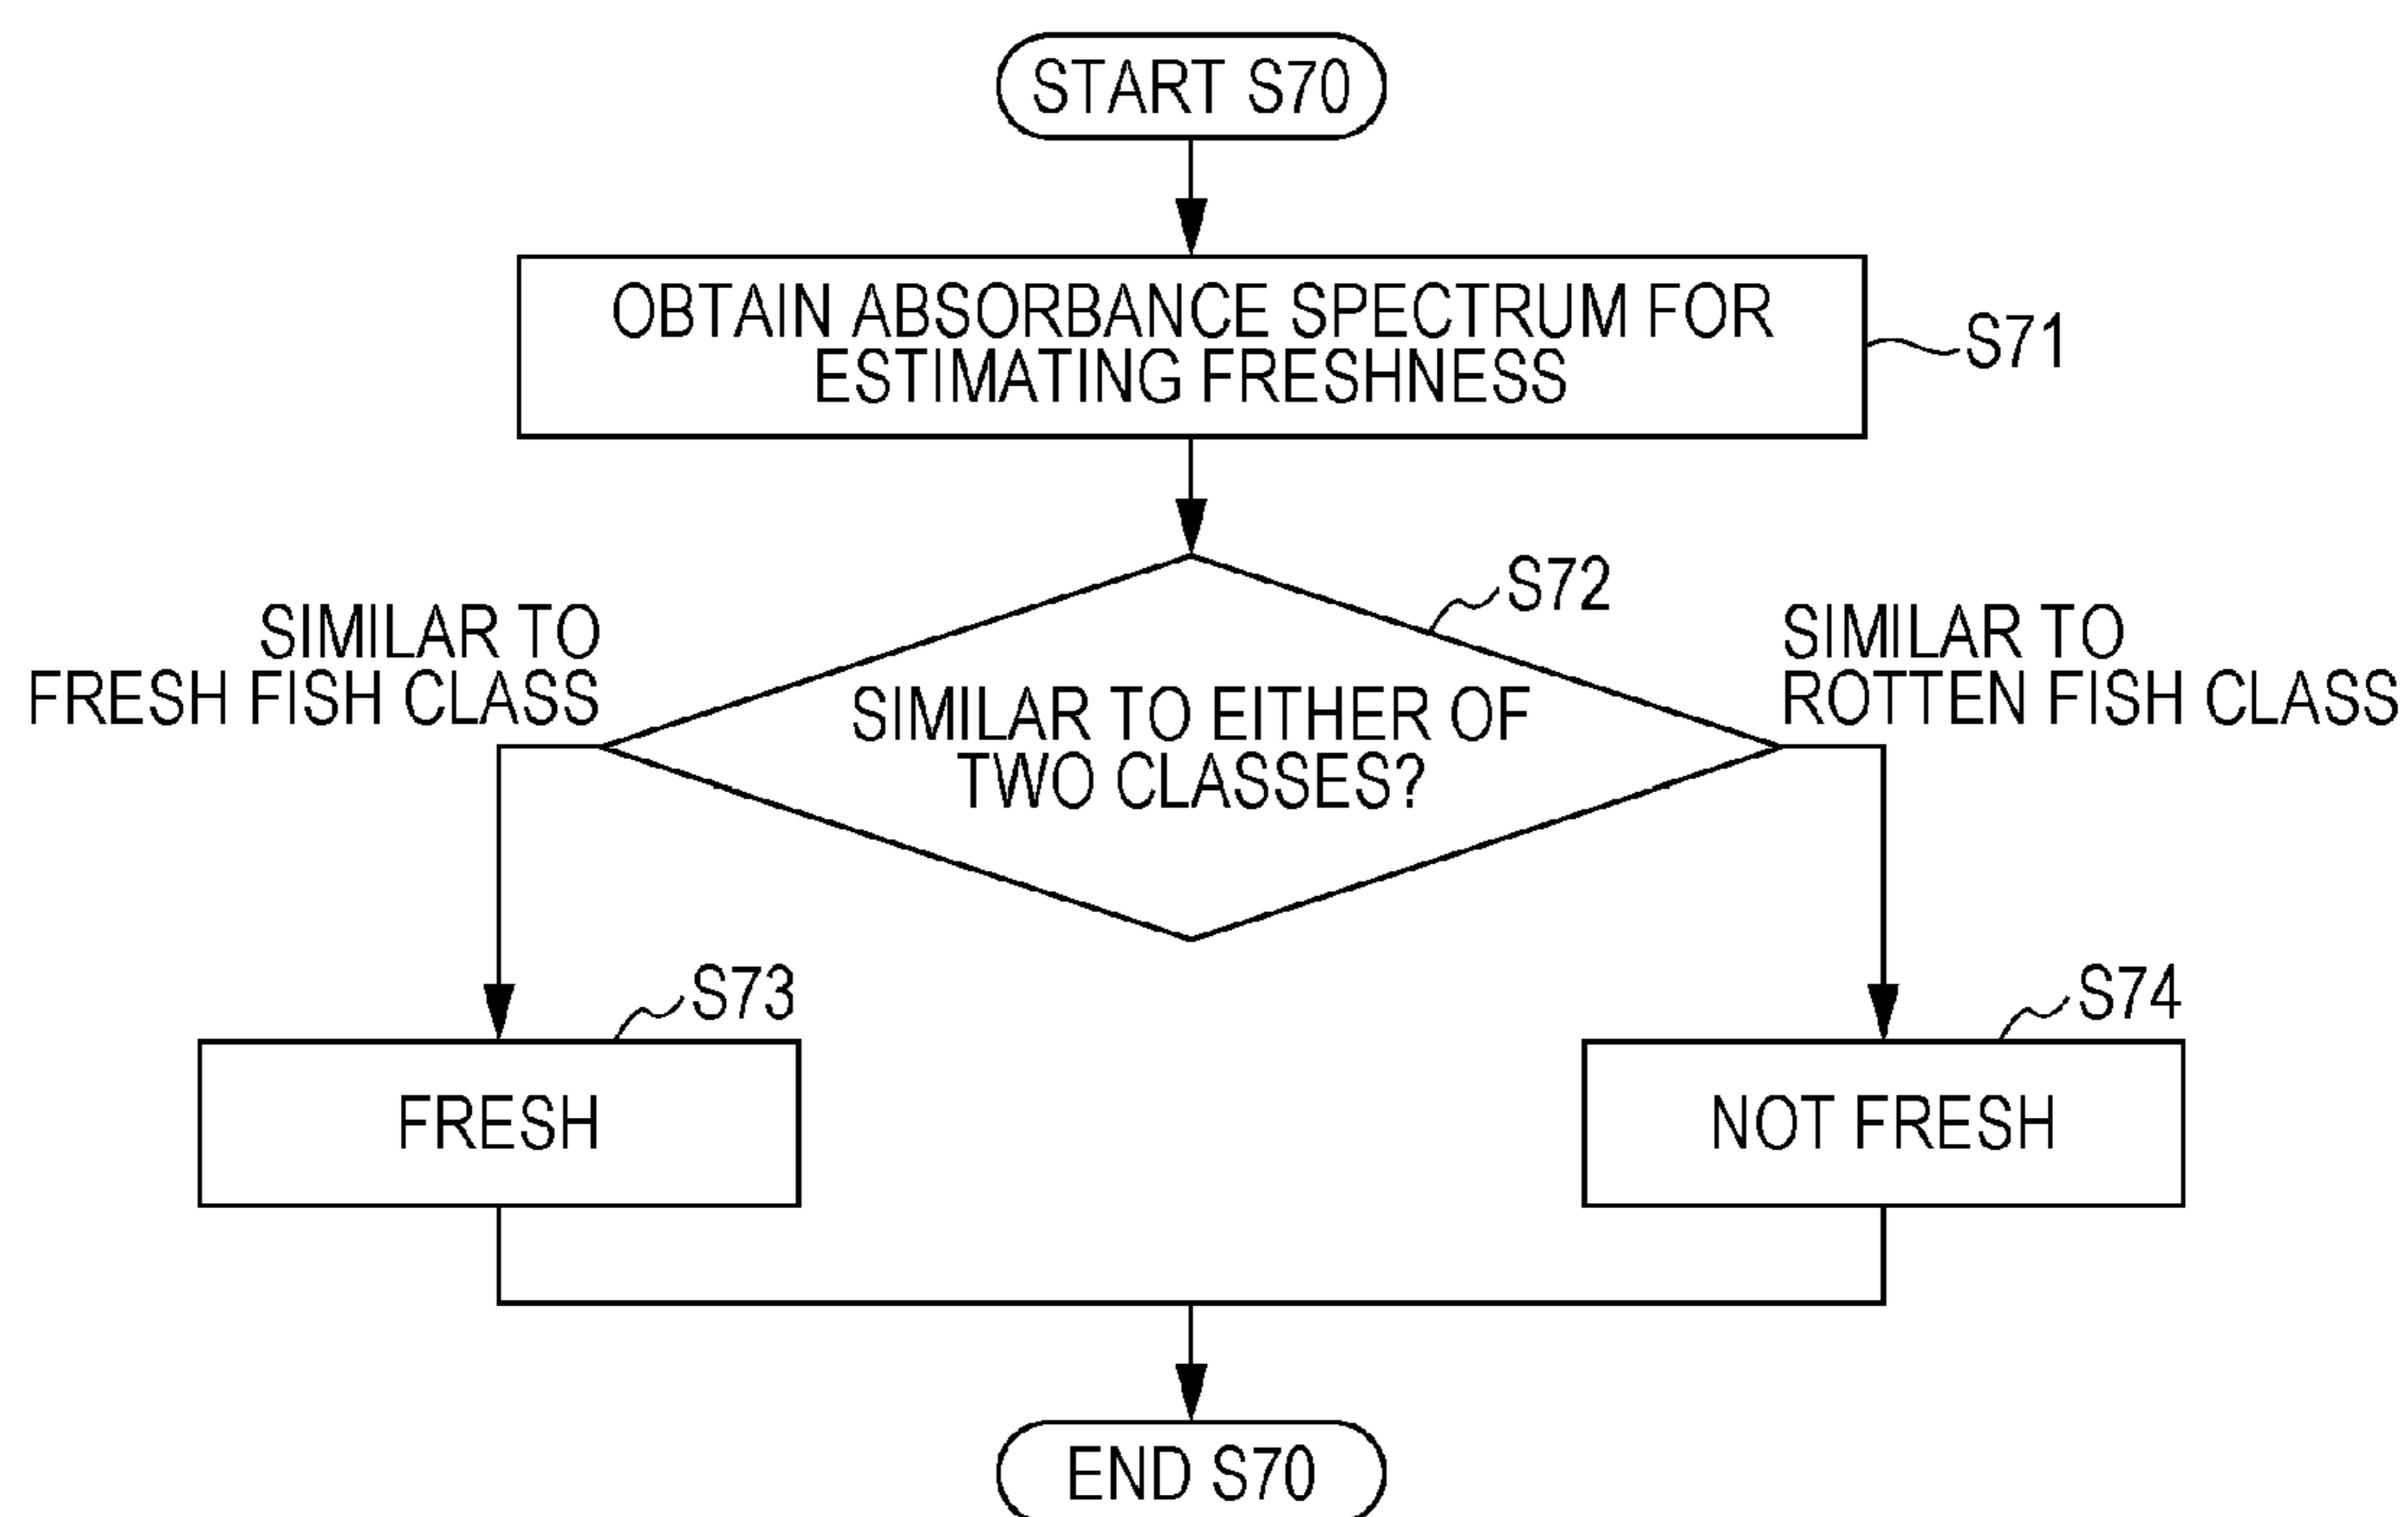 START S70
OBTAIN ABSORBANCE SPECTRUM FOR
ESTIMATING FRESHNESS
S71
S72
SIMILAR TO
FRESH FISH CLASS
SIMILAR TO EITHER OF
TWO CLASSES?
SIMILAR TO
ROTTEN FISH CLASS
S73
FRESH
S74
NOT FRESH
END S70